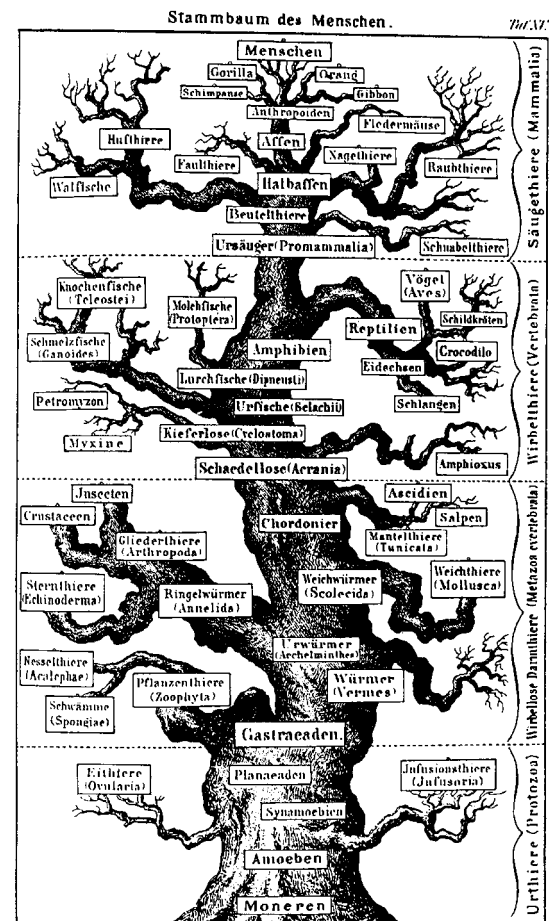 Stammbaum des Menschen.
Taf. XV.
Menschen
Gorilla
Orang
Schimpanse
Gibbon
Anthropoiden
Affen
Fledermäuse
Hufthiere
Nagethiere
Faulthiere
Raubthiere
Walfische
Halbaffen
Beutelthiere
Ursäuger (Promammalia)
Schnabelthiere
Säugethiere (Mammalia)
Knochenfische
(Teleostei)
Molchfische
(Protoptera)
Vögel
(Aves)
Schildkröten
Reptilien
Schmelzfische
(Ganoides)
Amphibien
Crocodile
Eidechsen
Lurchfische (Dipneusti)
Petromyzon
Urfische (Selachii)
Schlangen
Kieferlose (Cyclostoma)
Myxine
Schaedellose (Acrania)
Amphioxus
Wirbelthiere (Vertebrata)
Insecten
Ascidien
Crustaceen
Chordonier
Salpen
Gliederthiere
(Arthropoda)
Mantelthiere
(Tunicata)
Sternthiere
(Echinoderma)
Ringelwürmer
(Annelida)
Weichwürmer
(Scolecida)
Weichthiere
(Mollusca)
Urwürmer
(Archelminthes)
Nesselthiere
(Acalephae)
Pflanzenthiere
(Zoophyta)
Würmer
(Vermes)
Schwämme
(Spongiae)
Gastraeaden.
Wirbellose Darmthiere (Metazoa evertebrata)
Eithiere
(Ovularia)
Planaeaden
Infusionsthiere
(Infusoria)
Synamoebien
Amoeben
Moneren
Urthiere (Protozoa)